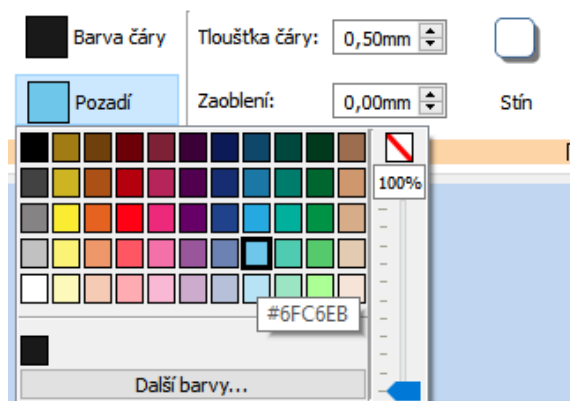 Barva čáry
Tloušťka čáry:
0,50mm
Pozadí
Zaoblení:
0,00mm
Stín
100%
#6FC6EB
Další barvy...